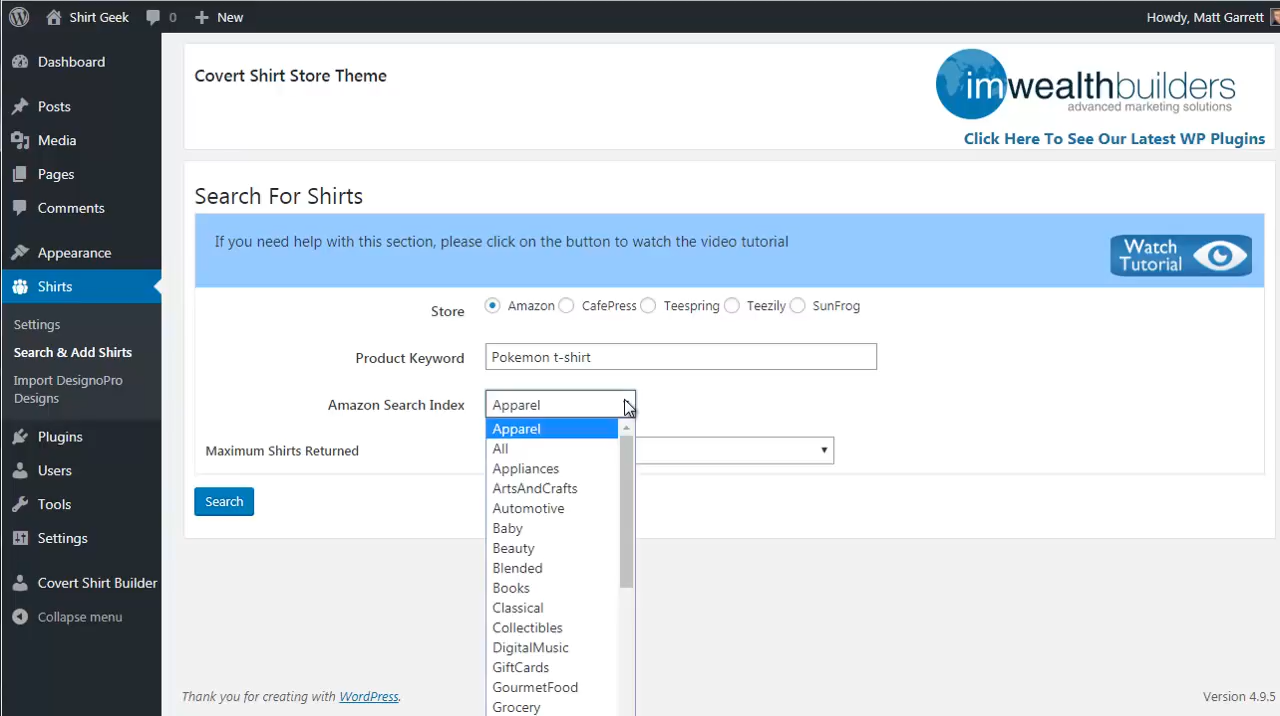 Shirt Geek 0 New Howdy, Matt Garrett
Dashboard
Posts
Media
Pages
Comments
Appearance
Shirts
Settings
Search & Add Shirts
Import DesignoPro
Designs
Plugins
Users
Tools
Settings
Covert Shirt Builder
Collapse menu
Covert Shirt Store Theme
imwealthbuilders
advanced marketing solutions
Click Here To See Our Latest WP Plugins
Search For Shirts
If you need help with this section, please click on the button to watch the video tutorial
Watch
Tutorial
Store Amazon CafePress Teespring Teezily SunFrog
Product Keyword Pokemon t-shirt
Amazon Search Index Apparel
Apparel
All
Appliances
ArtsAndCrafts
Automotive
Baby
Beauty
Blended
Books
Classical
Collectibles
DigitalMusic
GiftCards
GourmetFood
Grocery
Maximum Shirts Returned
Search
Thank you for creating with WordPress. Version 4.9.5